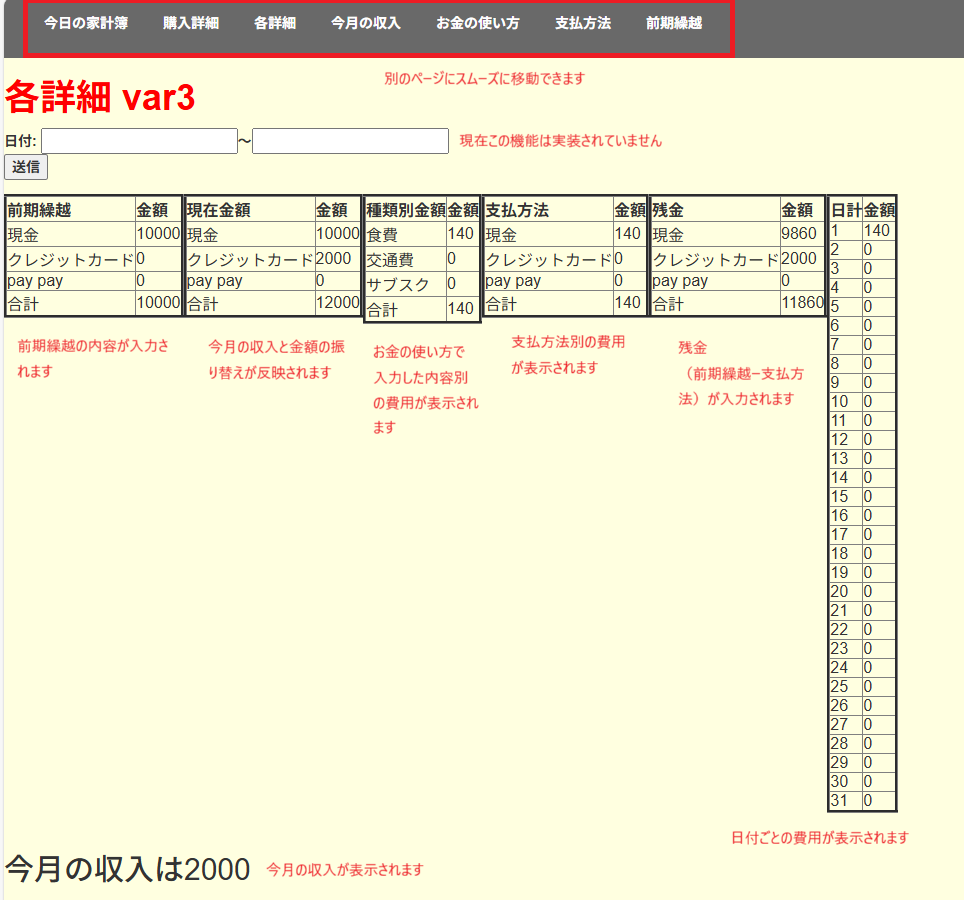 今日の家計簿 購入詳細 各詳細 今月の収入 お金の使い方 支払方法 前期繰越
別のページにスムーズに移動できます
各詳細 var3
日付: ～ 現在この機能は実装されていません
送信
前期繰越 金額
現金 10000
クレジットカード 0
pay pay 0
合計 10000
現在金額 金額
現金 10000
クレジットカード 2000
pay pay 0
合計 12000
種類別金額 金額
食費 140
交通費 0
サブスク 0
合計 140
支払方法 金額
現金 140
クレジットカード 0
pay pay 0
合計 140
残金 金額
現金 9860
クレジットカード 2000
pay pay 0
合計 11860
日計 金額
1 140
2 0
3 0
4 0
5 0
6 0
7 0
8 0
9 0
10 0
11 0
12 0
13 0
14 0
15 0
16 0
17 0
18 0
19 0
20 0
21 0
22 0
23 0
24 0
25 0
26 0
27 0
28 0
29 0
30 0
31 0
前期繰越の内容が入力さ
れます
今月の収入と金額の振
り替えが反映されます
お金の使い方で
入力した内容別
の費用が表示され
ます
支払方法別の費用
が表示されます
残金
（前期繰越−支払方
法）が入力されます
日付ごとの費用が表示されます
今月の収入は2000 今月の収入が表示されます